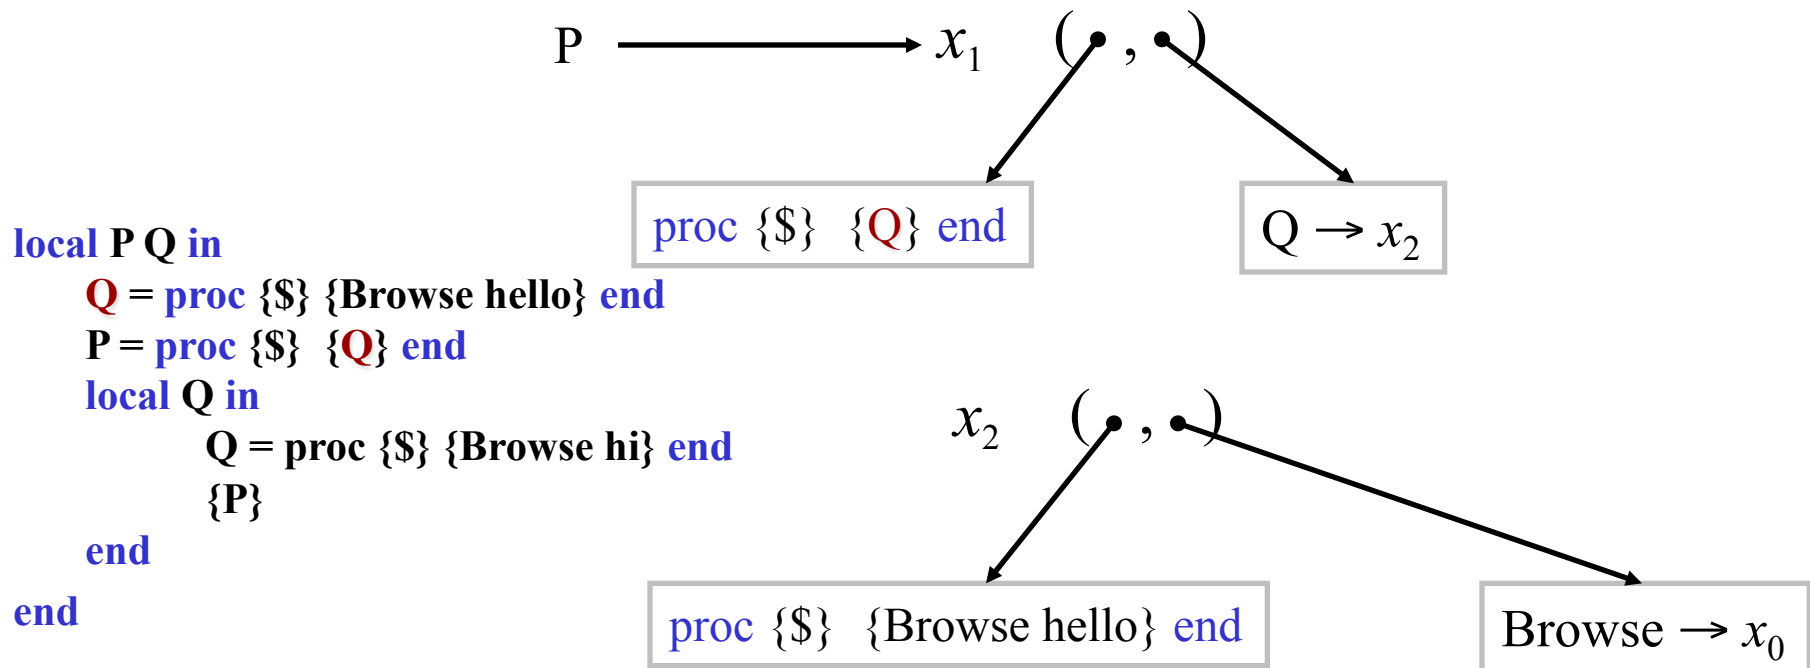 P x₁ ( , )
proc {$} {Q} end
Q → x₂
local P Q in
Q = proc {$} {Browse hello} end
P = proc {$} {Q} end
local Q in
Q = proc {$} {Browse hi} end
{P}
end
end
x₂ ( , )
proc {$} {Browse hello} end
Browse → x₀